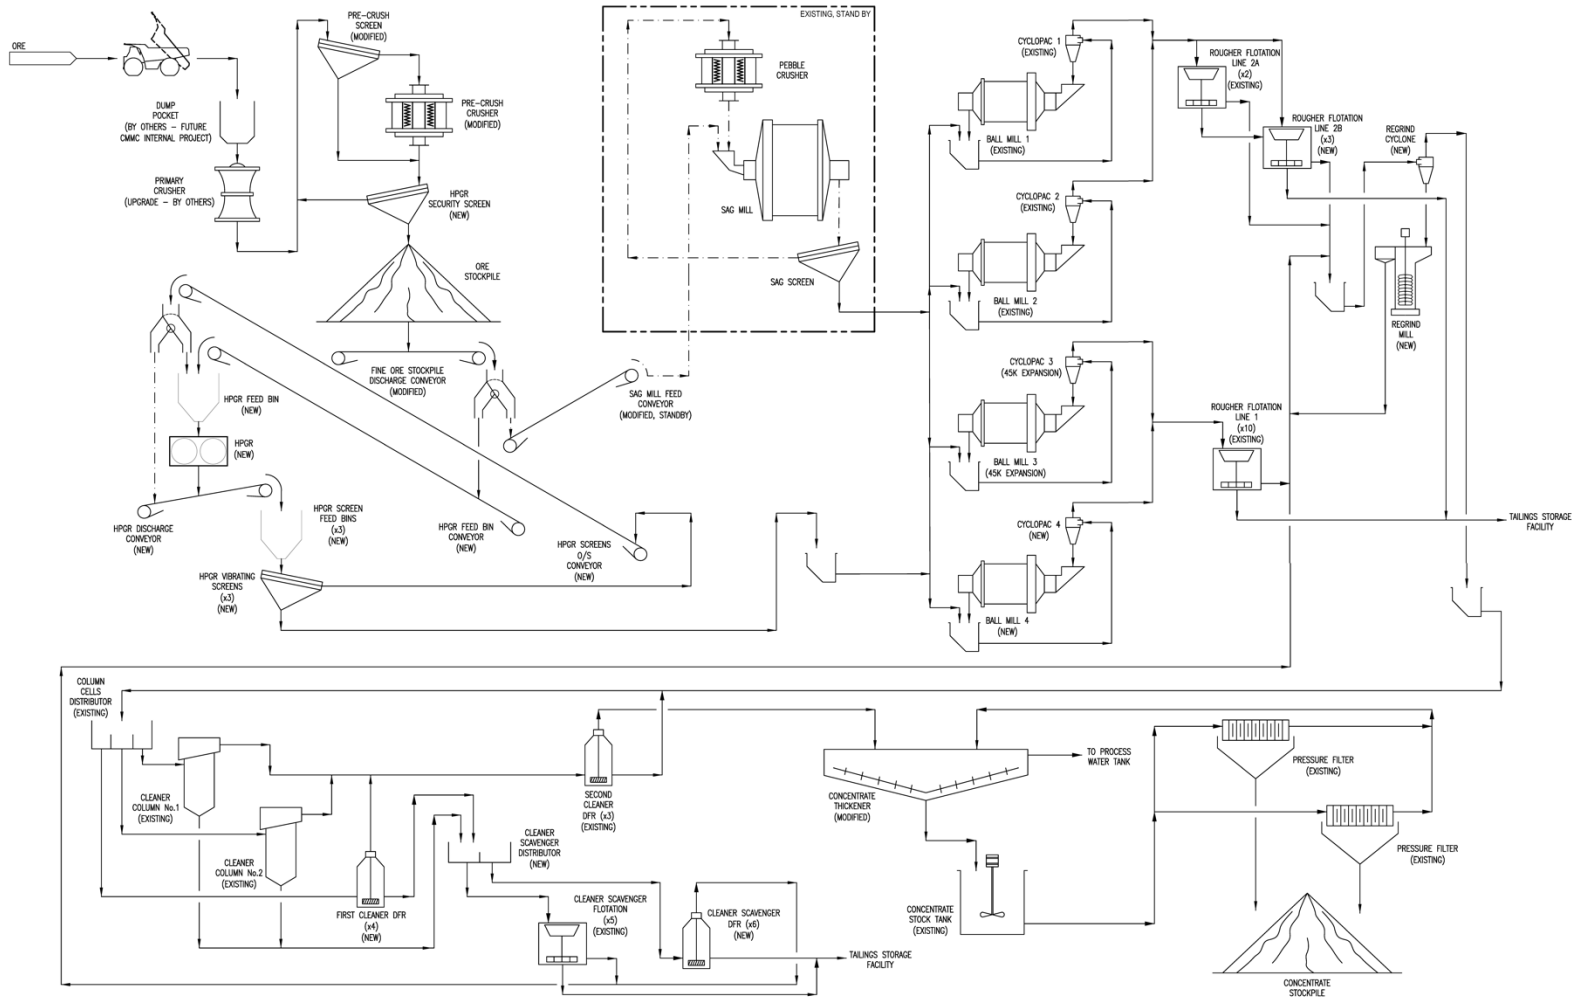 ORE
DUMP
POCKET
(BY OTHERS – FUTURE
CMMC INTERNAL PROJECT)
PRIMARY
CRUSHER
(UPGRADE – BY OTHERS)
PRE–CRUSH
SCREEN
(MODIFIED)
PRE–CRUSH
CRUSHER
(MODIFIED)
HPGR
SECURITY SCREEN
(NEW)
ORE
STOCKPILE
FINE ORE STOCKPILE
DISCHARGE CONVEYOR
(MODIFIED)
HPGR FEED BIN
(NEW)
HPGR
(NEW)
HPGR DISCHARGE
CONVEYOR
(NEW)
HPGR SCREEN
FEED BINS
(x3)
(NEW)
HPGR VIBRATING
SCREENS
(x3)
(NEW)
HPGR FEED BIN
CONVEYOR
(NEW)
HPGR SCREENS
O/S
CONVEYOR
(NEW)
SAG MILL FEED
CONVEYOR
(MODIFIED, STANDBY)
EXISTING, STAND BY
PEBBLE
CRUSHER
SAG MILL
SAG SCREEN
CYCLOPAC 1
(EXISTING)
BALL MILL 1
(EXISTING)
CYCLOPAC 2
(EXISTING)
BALL MILL 2
(EXISTING)
CYCLOPAC 3
(45K EXPANSION)
BALL MILL 3
(45K EXPANSION)
CYCLOPAC 4
(NEW)
BALL MILL 4
(NEW)
ROUGHER FLOTATION
LINE 2A
(x2)
(EXISTING)
ROUGHER FLOTATION
LINE 2B
(x3)
(NEW)
REGRIND
CYCLONE
(NEW)
REGRIND
MILL
(NEW)
ROUGHER FLOTATION
LINE 1
(x10)
(EXISTING)
TAILINGS STORAGE
FACILITY
COLUMN
CELLS
DISTRIBUTOR
(EXISTING)
CLEANER
COLUMN No.1
(EXISTING)
CLEANER
COLUMN No.2
(EXISTING)
FIRST CLEANER DFR
(x4)
(NEW)
CLEANER
SCAVENGER
DISTRIBUTOR
(NEW)
SECOND
CLEANER
DFR (x3)
(EXISTING)
CLEANER SCAVENGER
FLOTATION
(x5)
(EXISTING)
CLEANER SCAVENGER
DFR (x6)
(NEW)
TAILINGS STORAGE
FACILITY
CONCENTRATE
THICKENER
(MODIFIED)
TO PROCESS
WATER TANK
CONCENTRATE
STOCK TANK
(EXISTING)
PRESSURE FILTER
(EXISTING)
PRESSURE FILTER
(EXISTING)
CONCENTRATE
STOCKPILE